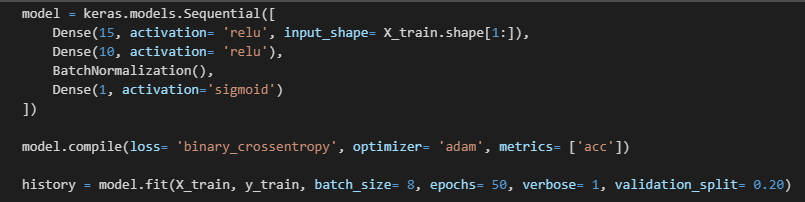 model = keras.models.Sequential([
    Dense(15, activation= 'relu', input_shape= X_train.shape[1:]),
    Dense(10, activation= 'relu'),
    BatchNormalization(),
    Dense(1, activation='sigmoid')
])

model.compile(loss= 'binary_crossentropy', optimizer= 'adam', metrics= ['acc'])

history = model.fit(X_train, y_train, batch_size= 8, epochs= 50, verbose= 1, validation_split= 0.20)